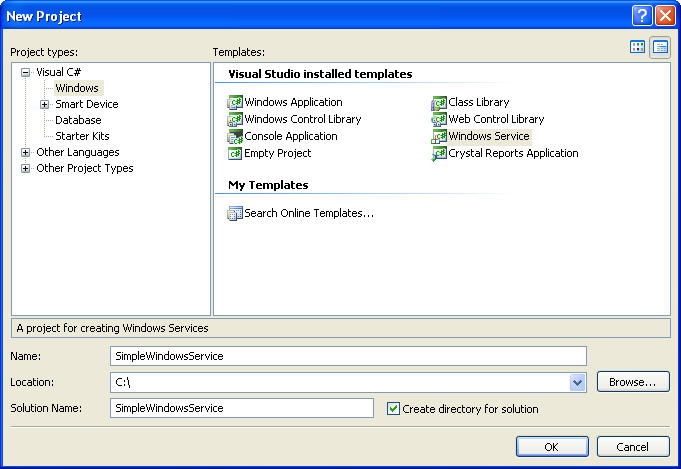 New Project
Project types:
Templates:
Visual C#
Windows
Smart Device
Database
Starter Kits
Other Languages
Other Project Types
Visual Studio installed templates
Windows Application
Class Library
Windows Control Library
Web Control Library
Console Application
Windows Service
Empty Project
Crystal Reports Application
My Templates
Search Online Templates...
A project for creating Windows Services
Name:
SimpleWindowsService
Location:
C:\
Browse...
Solution Name:
SimpleWindowsService
Create directory for solution
OK
Cancel